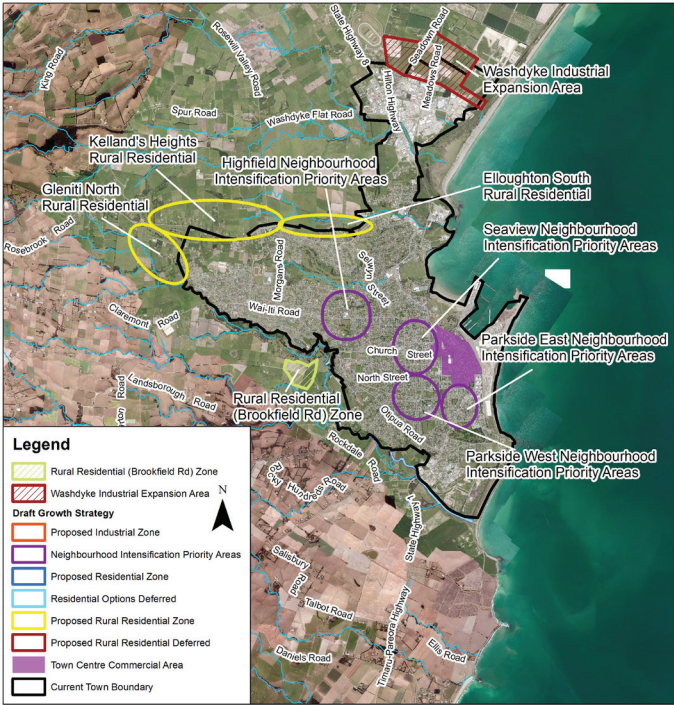 King Road
Rosewill Valley Road
State Highway 8
Seadown Road
Meadows Road
Hilton Highway
Washdyke Industrial
Expansion Area
Spur Road
Washdyke Flat Road
Kelland's Heights
Rural Residential
Highfield Neighbourhood
Intensification Priority Areas
Elloughton South
Rural Residential
Gleniti North
Rural Residential
Seaview Neighbourhood
Intensification Priority Areas
Rosebrook Road
Morgans Road
Selwyn
Street
Claremont Road
Wai-Iti Road
Church
Street
Parkside East Neighbourhood
Intensification Priority Areas
Landsborough Road
North Street
Rural Residential
(Brookfield Rd) Zone
Otipua Road
Parkside West Neighbourhood
Intensification Priority Areas
Rockdale Road
Hundreds Road
State Highway 1
Salisbury
Road
Talbot Road
Timaru-Pareora Highway
Ellis Road
Daniels Road
Legend
Rural Residential (Brookfield Rd) Zone
Washdyke Industrial Expansion Area
N
Draft Growth Strategy
Proposed Industrial Zone
Neighbourhood Intensification Priority Areas
Proposed Residential Zone
Residential Options Deferred
Proposed Rural Residential Zone
Proposed Rural Residential Deferred
Town Centre Commercial Area
Current Town Boundary